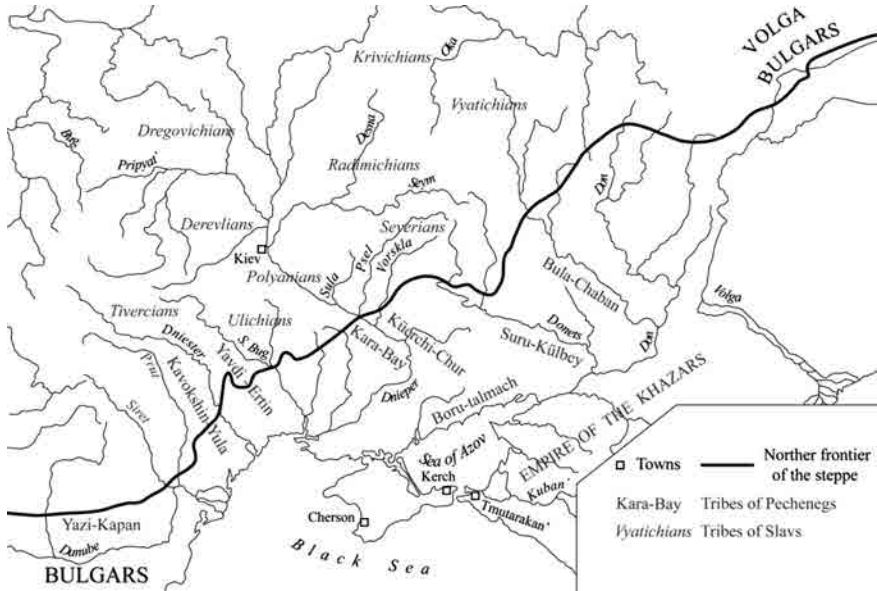 VOLGA
BULGARS
Krivichians
Oka
Vyatichians
Desna
Dregovichians
Bug
Pripyat'
Radimichians
Seym
Don
Derevlians
Severians
Kiev
Psel
Vorskla
Polyanians
Sula
Bula-Chaban
Volga
Tivercians
Ulichians
Dniester
S. Bug
Kara-Bay
Küerchi-Chur
Donets
Suru-Külbey
Don
Prut
Kavokshin-Yula
Yavdi-Ertin
Siret
Dnieper
Boru-talmach
EMPIRE OF THE KHAZARS
Sea of Azov
Kerch
Kuban'
Tmutarakan'
Cherson
Yazi-Kapan
Danube
Black Sea
BULGARS
Towns
Norther frontier
of the steppe
Kara-Bay Tribes of Pechenegs
Vyatichians Tribes of Slavs